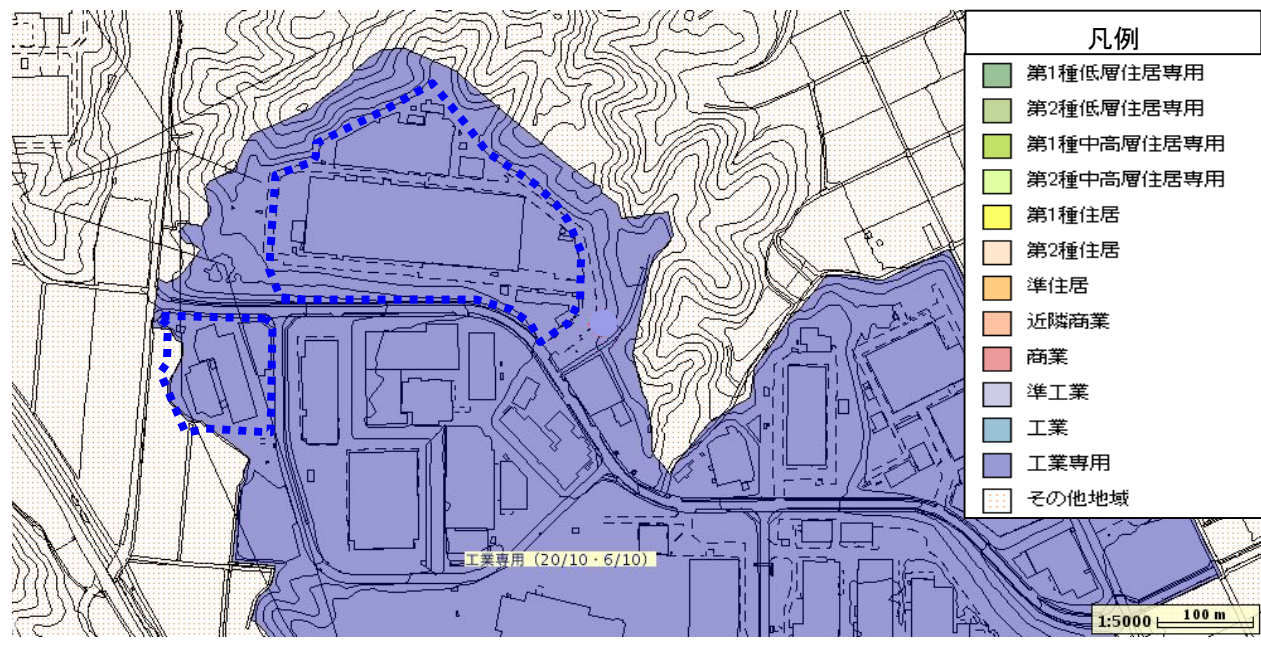 凡例
第1種低層住居専用
第2種低層住居専用
第1種中高層住居専用
第2種中高層住居専用
第1種住居
第2種住居
準住居
近隣商業
商業
準工業
工業
工業専用
その他地域
工業専用（20/10・6/10）
1:5000 100 m